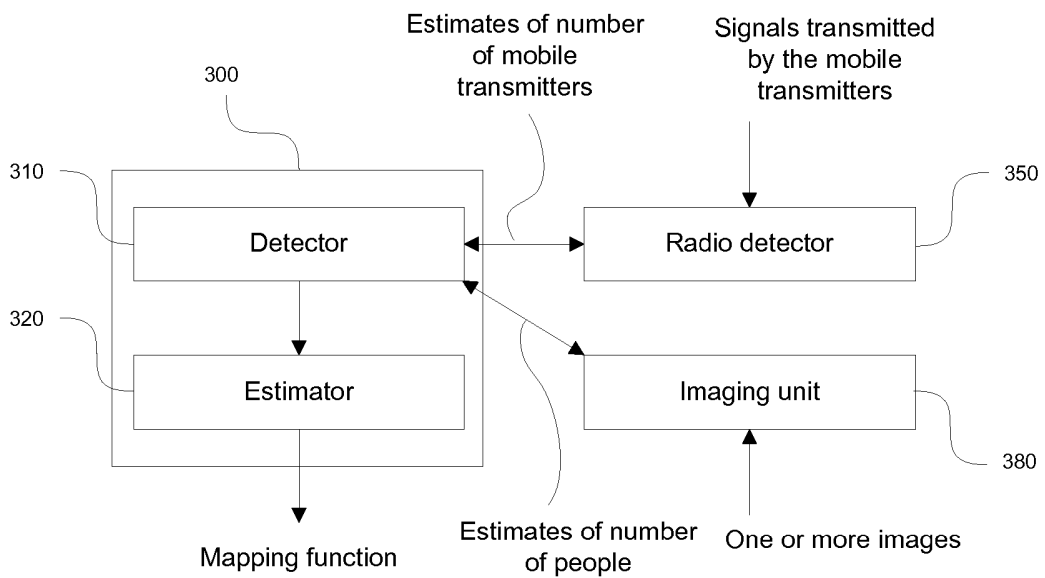 Estimates of number
of mobile
transmitters
Signals transmitted
by the mobile
transmitters
300
310
350
Detector
Radio detector
320
Estimator
Imaging unit
380
Estimates of number
of people
One or more images
Mapping function